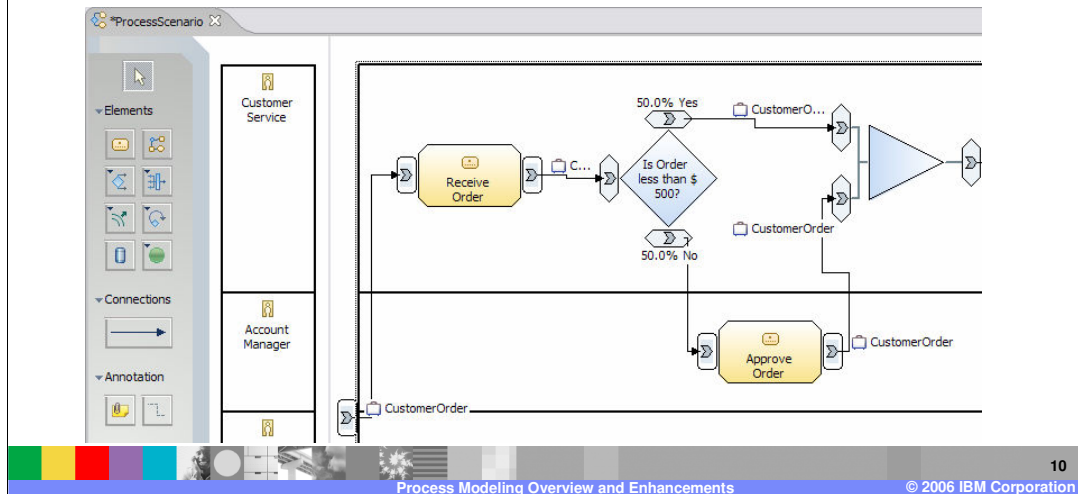 *ProcessScenario
Elements
Connections
Annotation
Customer
Service
Account
Manager
Receive
Order
C...
50.0% Yes
Is Order
less than $
500?
50.0% No
CustomerO...
CustomerOrder
Approve
Order
CustomerOrder
CustomerOrder
10
Process Modeling Overview and Enhancements
© 2006 IBM Corporation